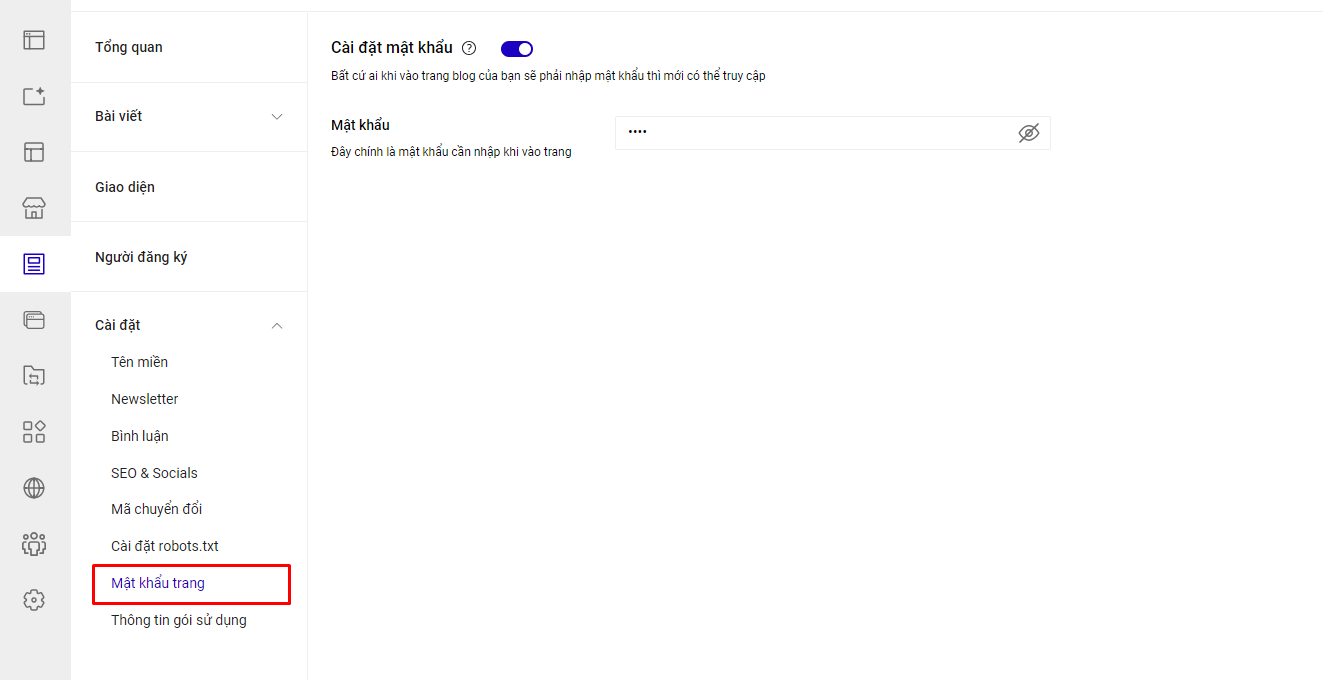 Tổng quan
Bài viết
Giao diện
Người đăng ký
Cài đặt
Tên miền
Newsletter
Bình luận
SEO & Socials
Mã chuyển đổi
Cài đặt robots.txt
Mật khẩu trang
Thông tin gói sử dụng
Cài đặt mật khẩu ?
Bất cứ ai khi vào trang blog của bạn sẽ phải nhập mật khẩu thì mới có thể truy cập
Mật khẩu
••••
Đây chính là mật khẩu cần nhập khi vào trang